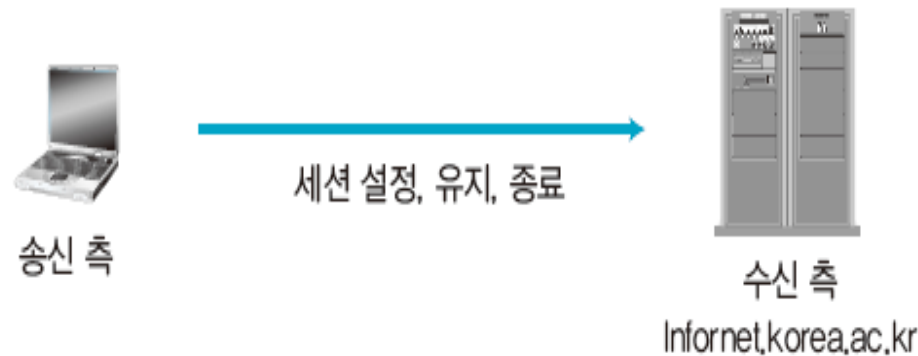 세션 설정, 유지, 종료
송신 측
수신 측
Infornet,korea,ac,kr